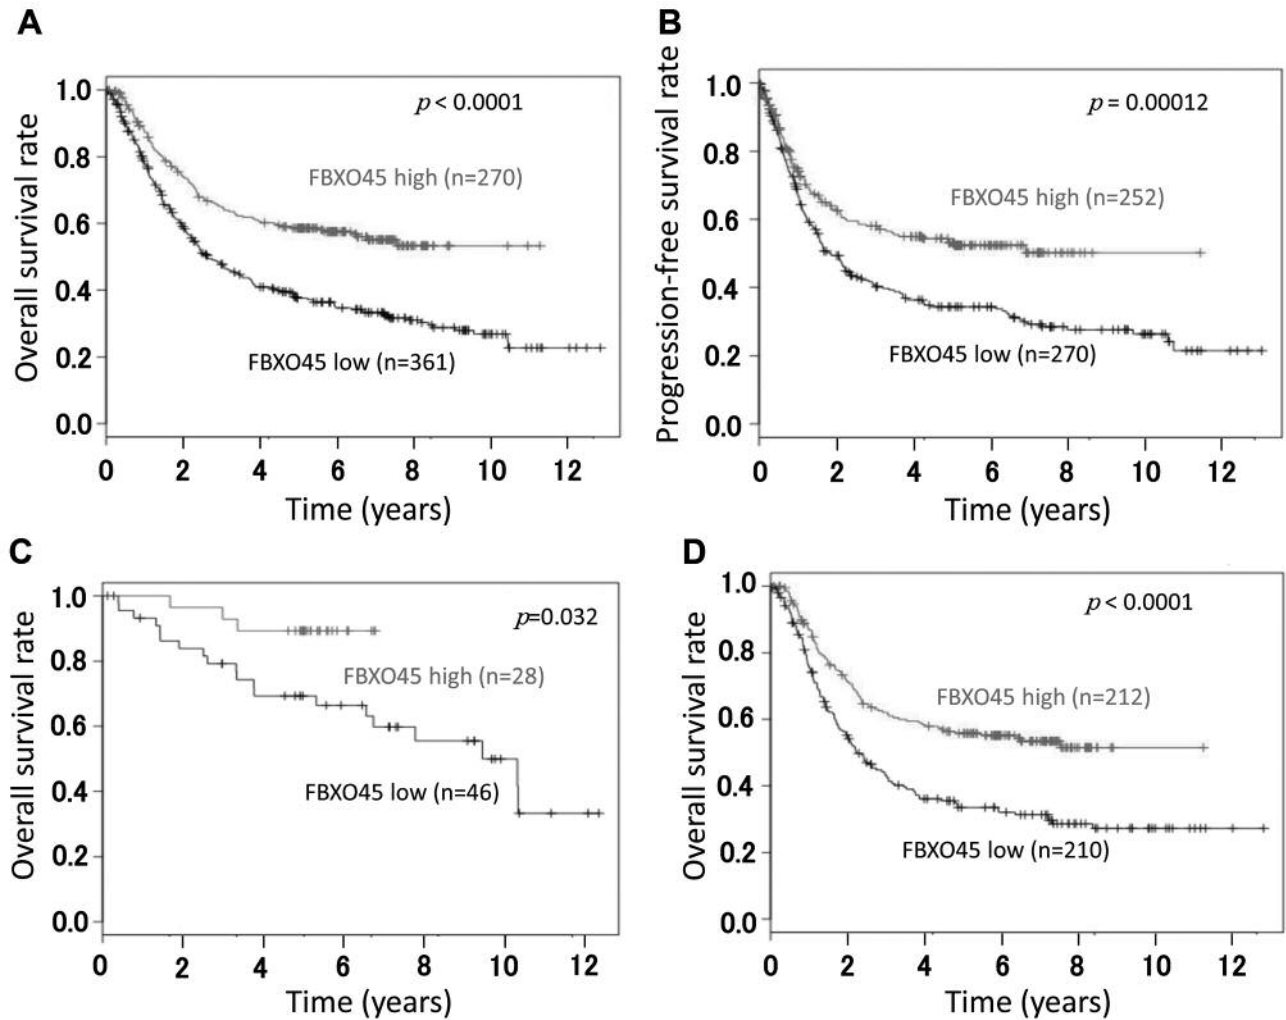 A
Overall survival rate
1.0
0.8
0.6
0.4
0.2
0.0
p < 0.0001
FBXO45 high (n=270)
FBXO45 low (n=361)
0 2 4 6 8 10 12
Time (years)
B
Progression-free survival rate
1.0
0.8
0.6
0.4
0.2
0.0
p = 0.00012
FBXO45 high (n=252)
FBXO45 low (n=270)
0 2 4 6 8 10 12
Time (years)
C
Overall survival rate
1.0
0.8
0.6
0.4
0.2
0.0
p=0.032
FBXO45 high (n=28)
FBXO45 low (n=46)
0 2 4 6 8 10 12
Time (years)
D
Overall survival rate
1.0
0.8
0.6
0.4
0.2
0.0
p < 0.0001
FBXO45 high (n=212)
FBXO45 low (n=210)
0 2 4 6 8 10 12
Time (years)